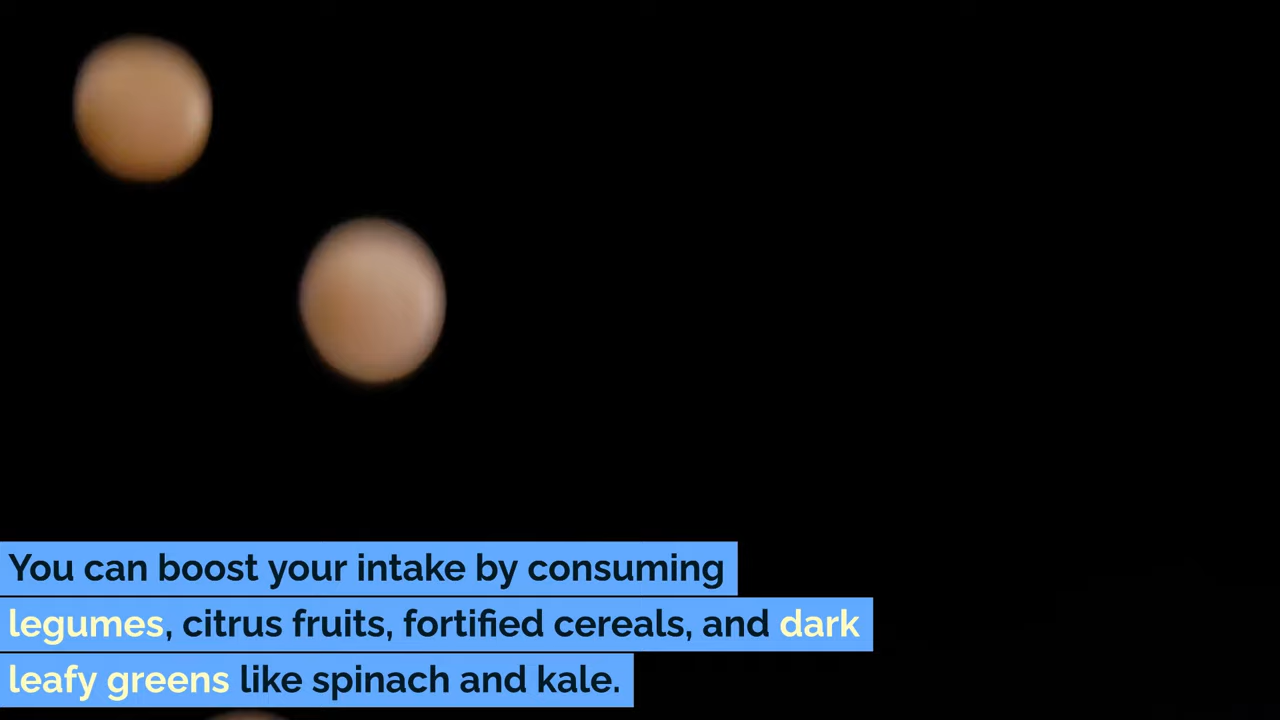 You can boost your intake by consuming
legumes, citrus fruits, fortified cereals, and dark
leafy greens like spinach and kale.